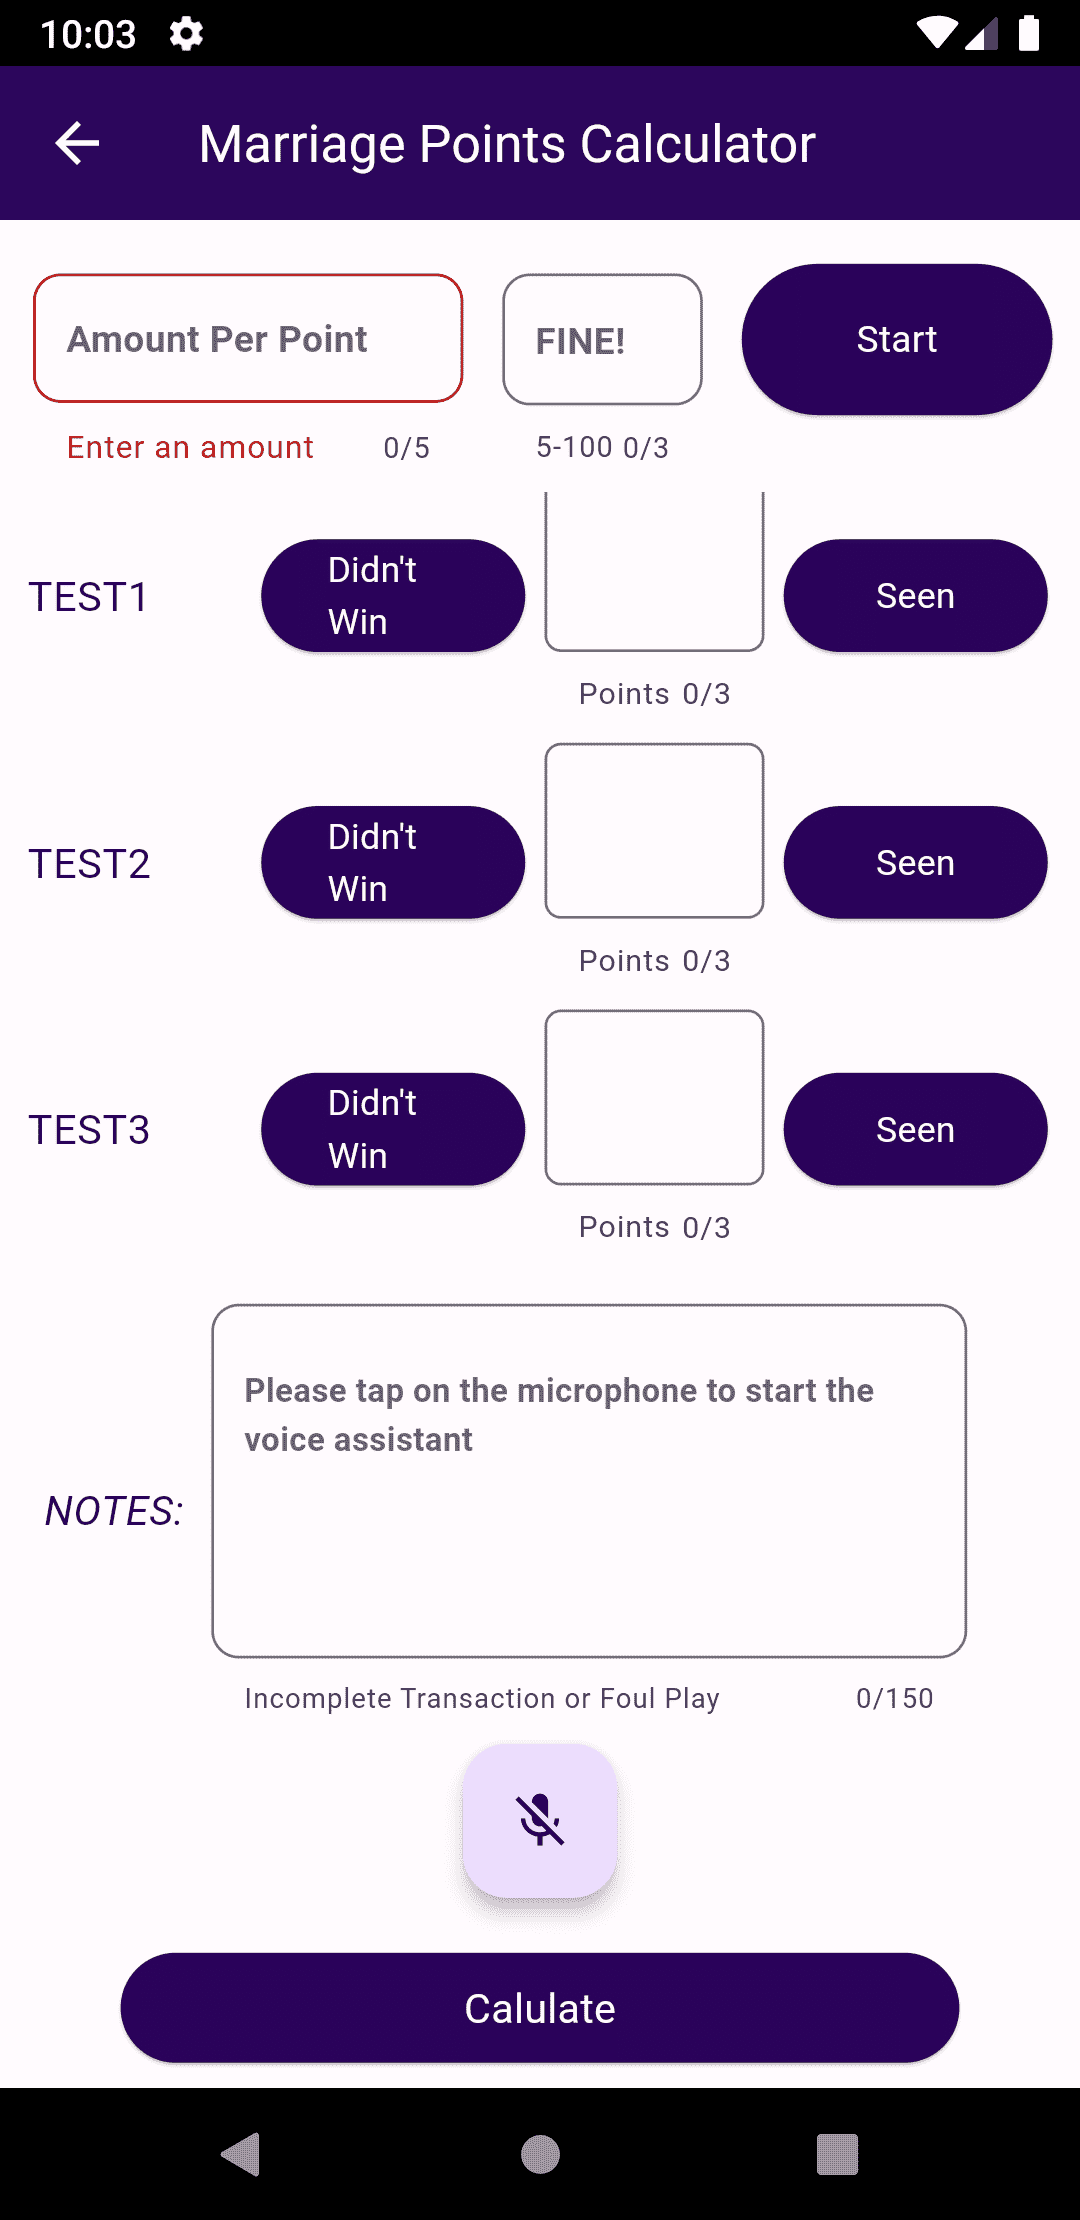 10:03
Marriage Points Calculator
Amount Per Point
FINE!
Start
Enter an amount 0/5
5-100 0/3
TEST1
Didn't
Win
Seen
Points 0/3
TEST2
Didn't
Win
Seen
Points 0/3
TEST3
Didn't
Win
Seen
Points 0/3
NOTES:
Please tap on the microphone to start the
voice assistant
Incomplete Transaction or Foul Play 0/150
Calulate